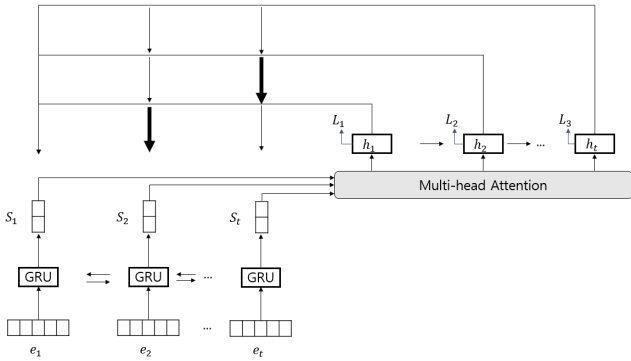 L₁ L₂ L₃
h₁ h₂ ... hₜ
Multi-head Attention
S₁ S₂ Sₜ
GRU GRU ... GRU
e₁ e₂ ... eₜ